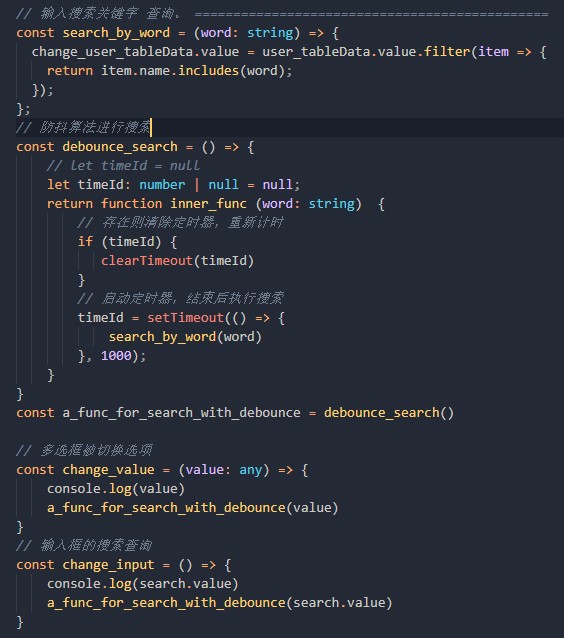 // 输入搜索关键字 查询。 ==============================================
const search_by_word = (word: string) => {
  change_user_tableData.value = user_tableData.value.filter(item => {
    return item.name.includes(word);
  });
};
// 防抖算法进行搜索
const debounce_search = () => {
    // let timeId = null
    let timeId: number | null = null;
    return function inner_func (word: string)  {
        // 存在则清除定时器，重新计时
        if (timeId) {
           clearTimeout(timeId)
        }
        // 启动定时器，结束后执行搜索
        timeId = setTimeout(() => {
            search_by_word(word)
        }, 1000);
    }
}
const a_func_for_search_with_debounce = debounce_search()

// 多选框被切换选项
const change_value = (value: any) => {
    console.log(value)
    a_func_for_search_with_debounce(value)
}
// 输入框的搜索查询
const change_input = () => {
    console.log(search.value)
    a_func_for_search_with_debounce(search.value)
}